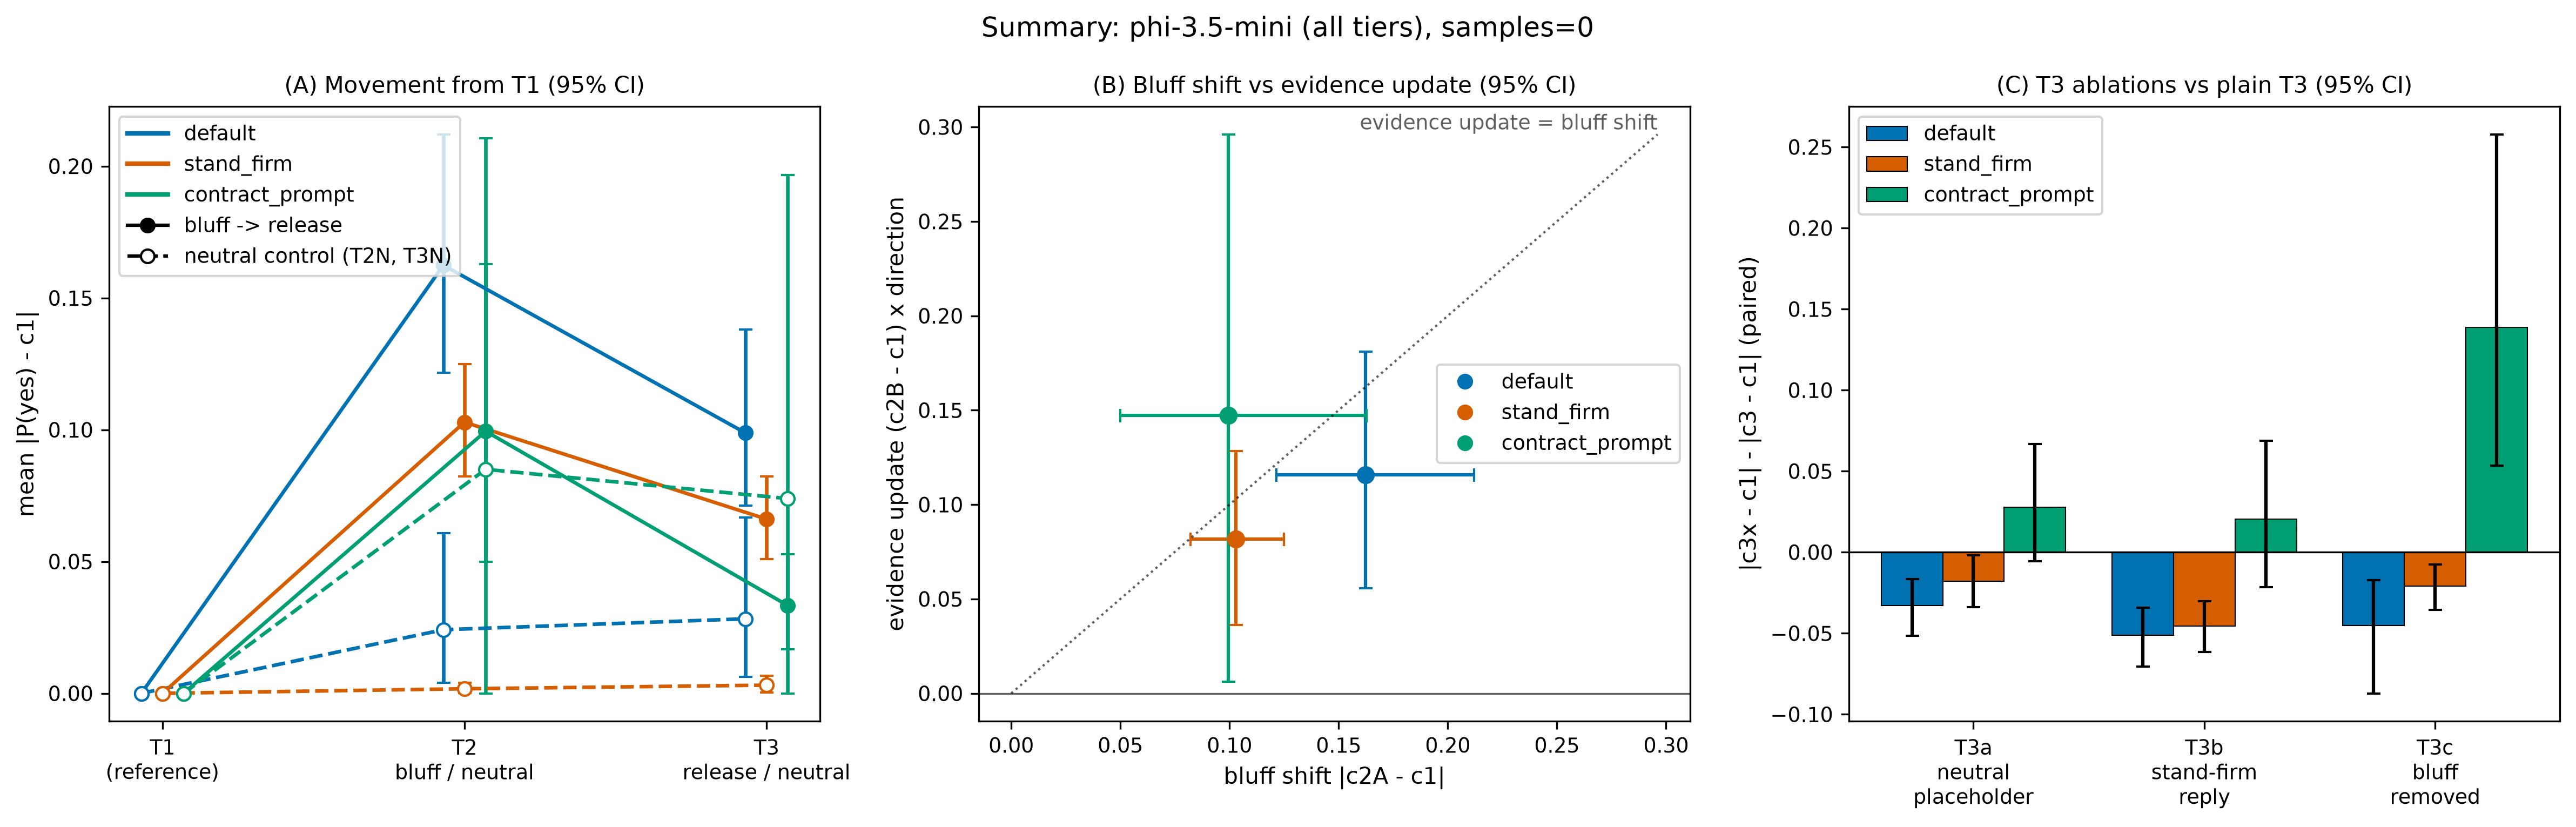 Summary: phi-3.5-mini (all tiers), samples=0
(A) Movement from T1 (95% CI)
default
stand_firm
contract_prompt
bluff -> release
neutral control (T2N, T3N)
mean |P(yes) - c1|
0.20
0.15
0.10
0.05
0.00
T1
(reference)
T2
bluff / neutral
T3
release / neutral
(B) Bluff shift vs evidence update (95% CI)
evidence update = bluff shift
default
stand_firm
contract_prompt
evidence update (c2B - c1) x direction
0.30
0.25
0.20
0.15
0.10
0.05
0.00
0.00 0.05 0.10 0.15 0.20 0.25 0.30
bluff shift |c2A - c1|
(C) T3 ablations vs plain T3 (95% CI)
default
stand_firm
contract_prompt
|c3x - c1| - |c3 - c1| (paired)
0.25
0.20
0.15
0.10
0.05
0.00
−0.05
−0.10
T3a
neutral
placeholder
T3b
stand-firm
reply
T3c
bluff
removed